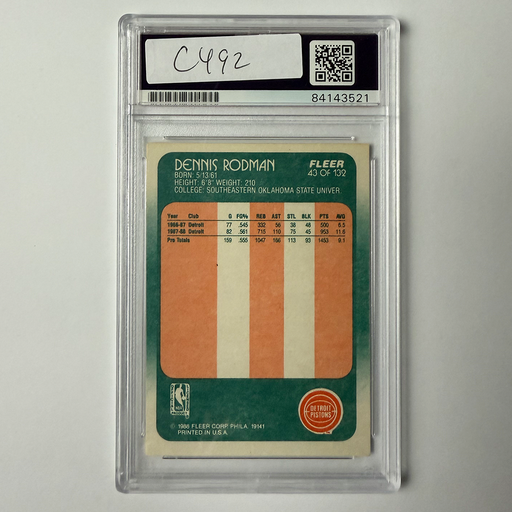 C492
84143521
DENNIS RODMAN
FLEER
BORN: 5/13/61
43 OF 132
HEIGHT: 6'8" WEIGHT: 210
COLLEGE: SOUTHEASTERN OKLAHOMA STATE UNIVER.
Year Club G FG% REB AST STL BLK PTS AVG
1986-87 Detroit 77 .545 332 56 38 48 500 6.5
1987-88 Detroit 82 .561 715 110 75 45 953 11.6
Pro Totals 159 .555 1047 166 113 93 1453 9.1
NBA
DETROIT
PISTONS
© 1988 FLEER CORP. PHILA. 19141
PRINTED IN U.S.A.